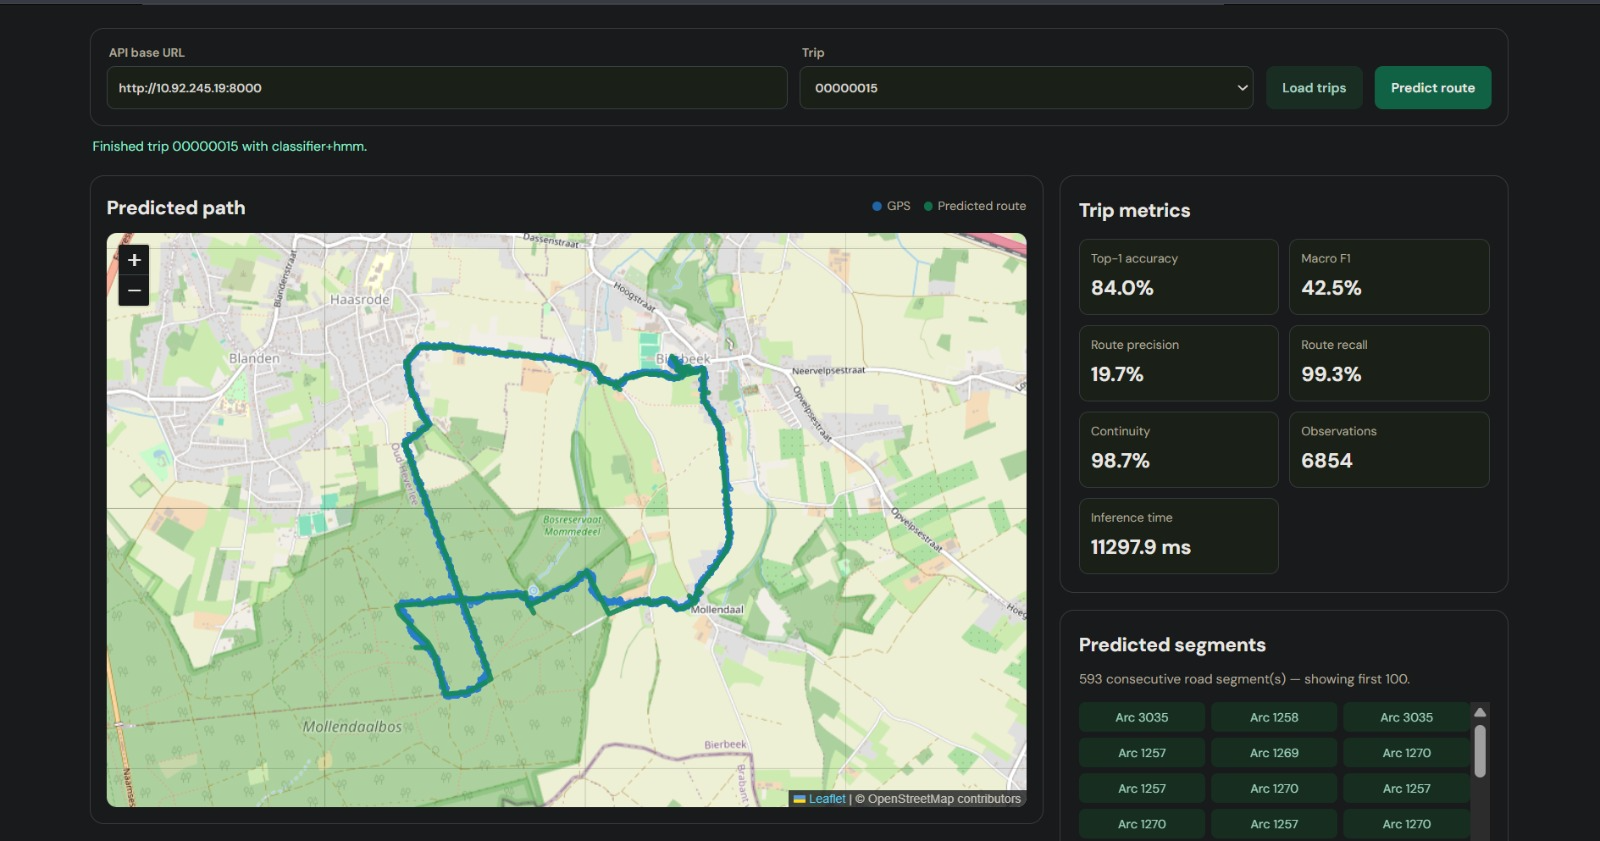 API base URL
Trip
http://10.92.245.19:8000
00000015
Load trips
Predict route
Finished trip 00000015 with classifier+hmm.
Predicted path
GPS
Predicted route
+
−
Dassenstraat
Blandenstraat
Haasrode
Hoogstraat
Blanden
Neervelpsestraat
Opvelpsestraat
Oud-Heverlee
Bosreservaat
Mommedeel
Opvelpsestraat
Mollendaal
Mollendaalbos
Bierbeek
Leaflet | © OpenStreetMap contributors
Trip metrics
Top-1 accuracy
84.0%
Macro F1
42.5%
Route precision
19.7%
Route recall
99.3%
Continuity
98.7%
Observations
6854
Inference time
11297.9 ms
Predicted segments
593 consecutive road segment(s) — showing first 100.
Arc 3035
Arc 1258
Arc 3035
Arc 1257
Arc 1269
Arc 1270
Arc 1257
Arc 1270
Arc 1257
Arc 1270
Arc 1257
Arc 1270